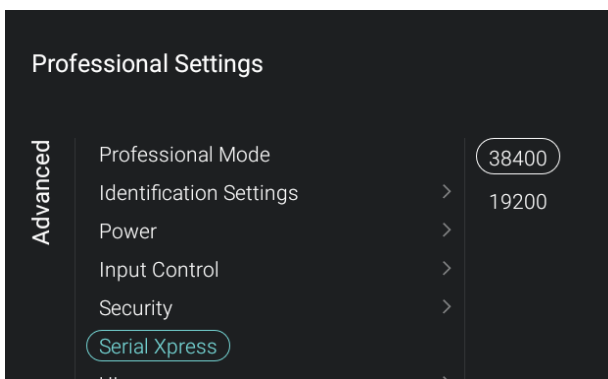 Professional Settings
Advanced
Professional Mode
Identification Settings
Power
Input Control
Security
Serial Xpress
38400
19200